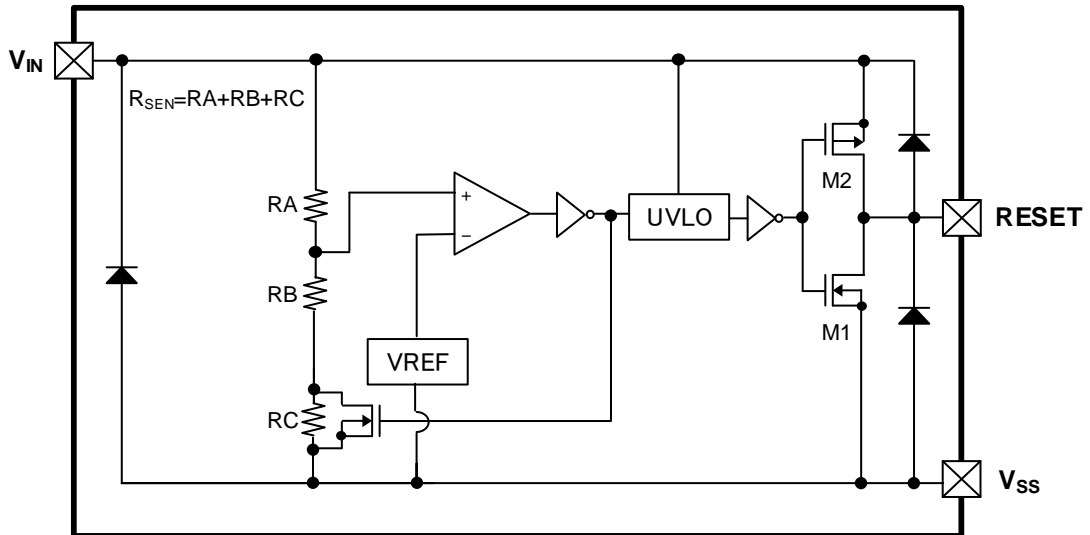 VIN
RSEN=RA+RB+RC
M2
RA
+
UVLO
RESET
−
RB
M1
VREF
RC
VSS